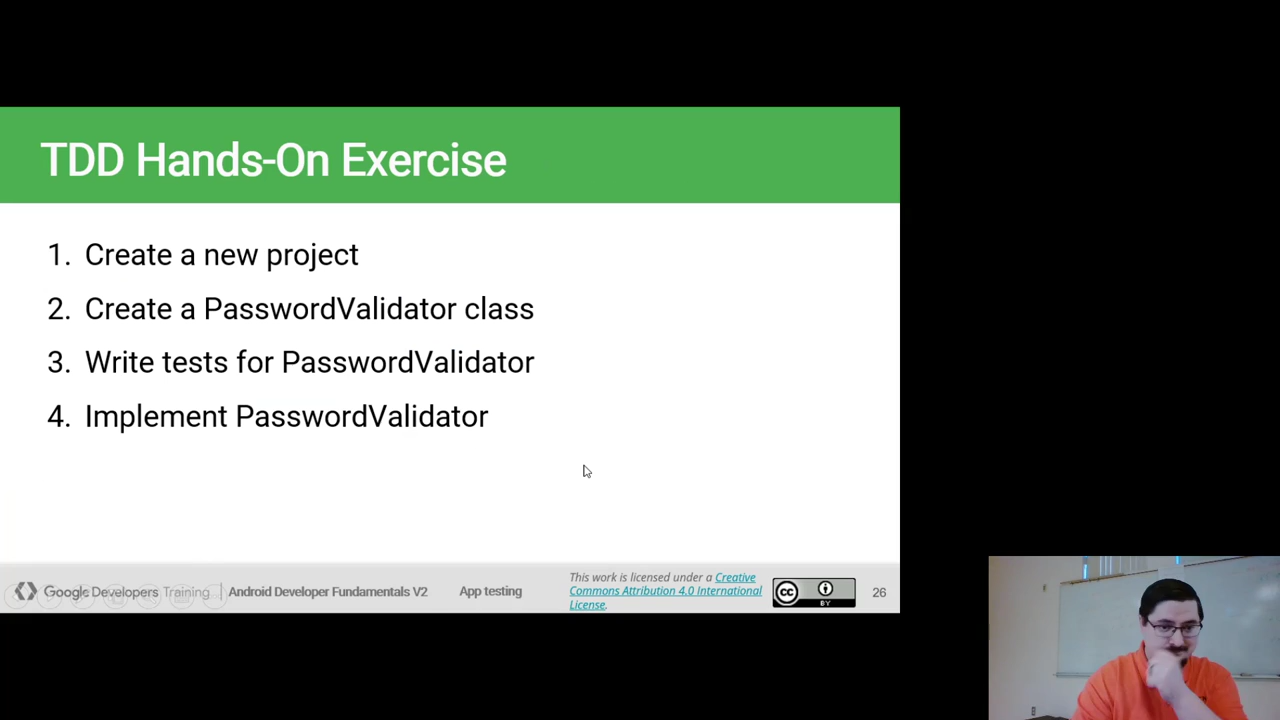 TDD Hands-On Exercise
1. Create a new project
2. Create a PasswordValidator class
3. Write tests for PasswordValidator
4. Implement PasswordValidator
Google Developers Training
Android Developer Fundamentals V2
App testing
This work is licensed under a Creative
Commons Attribution 4.0 International
License.
cc
BY
26